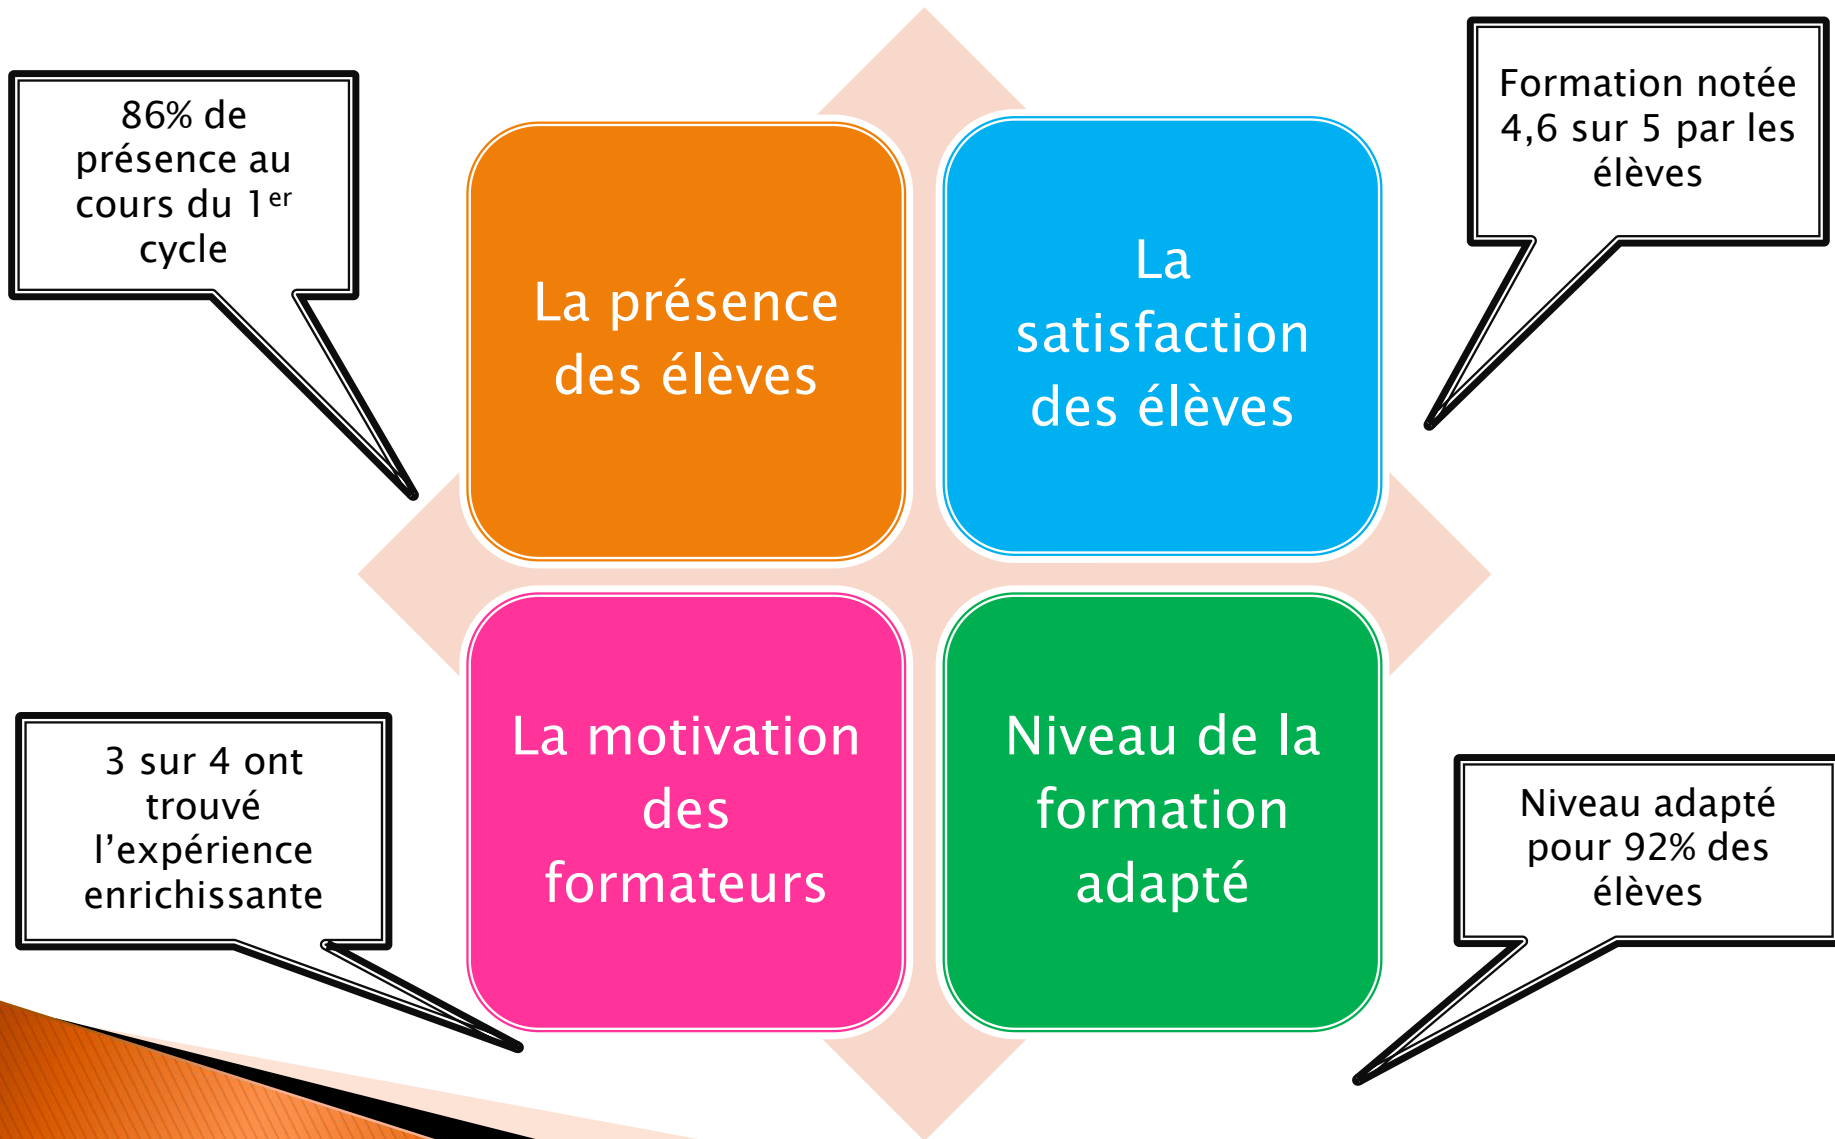 86% de
présence au
cours du 1er
cycle
La présence
des élèves
La
satisfaction
des élèves
Formation notée
4,6 sur 5 par les
élèves
3 sur 4 ont
trouvé
l’expérience
enrichissante
La motivation
des
formateurs
Niveau de la
formation
adapté
Niveau adapté
pour 92% des
élèves